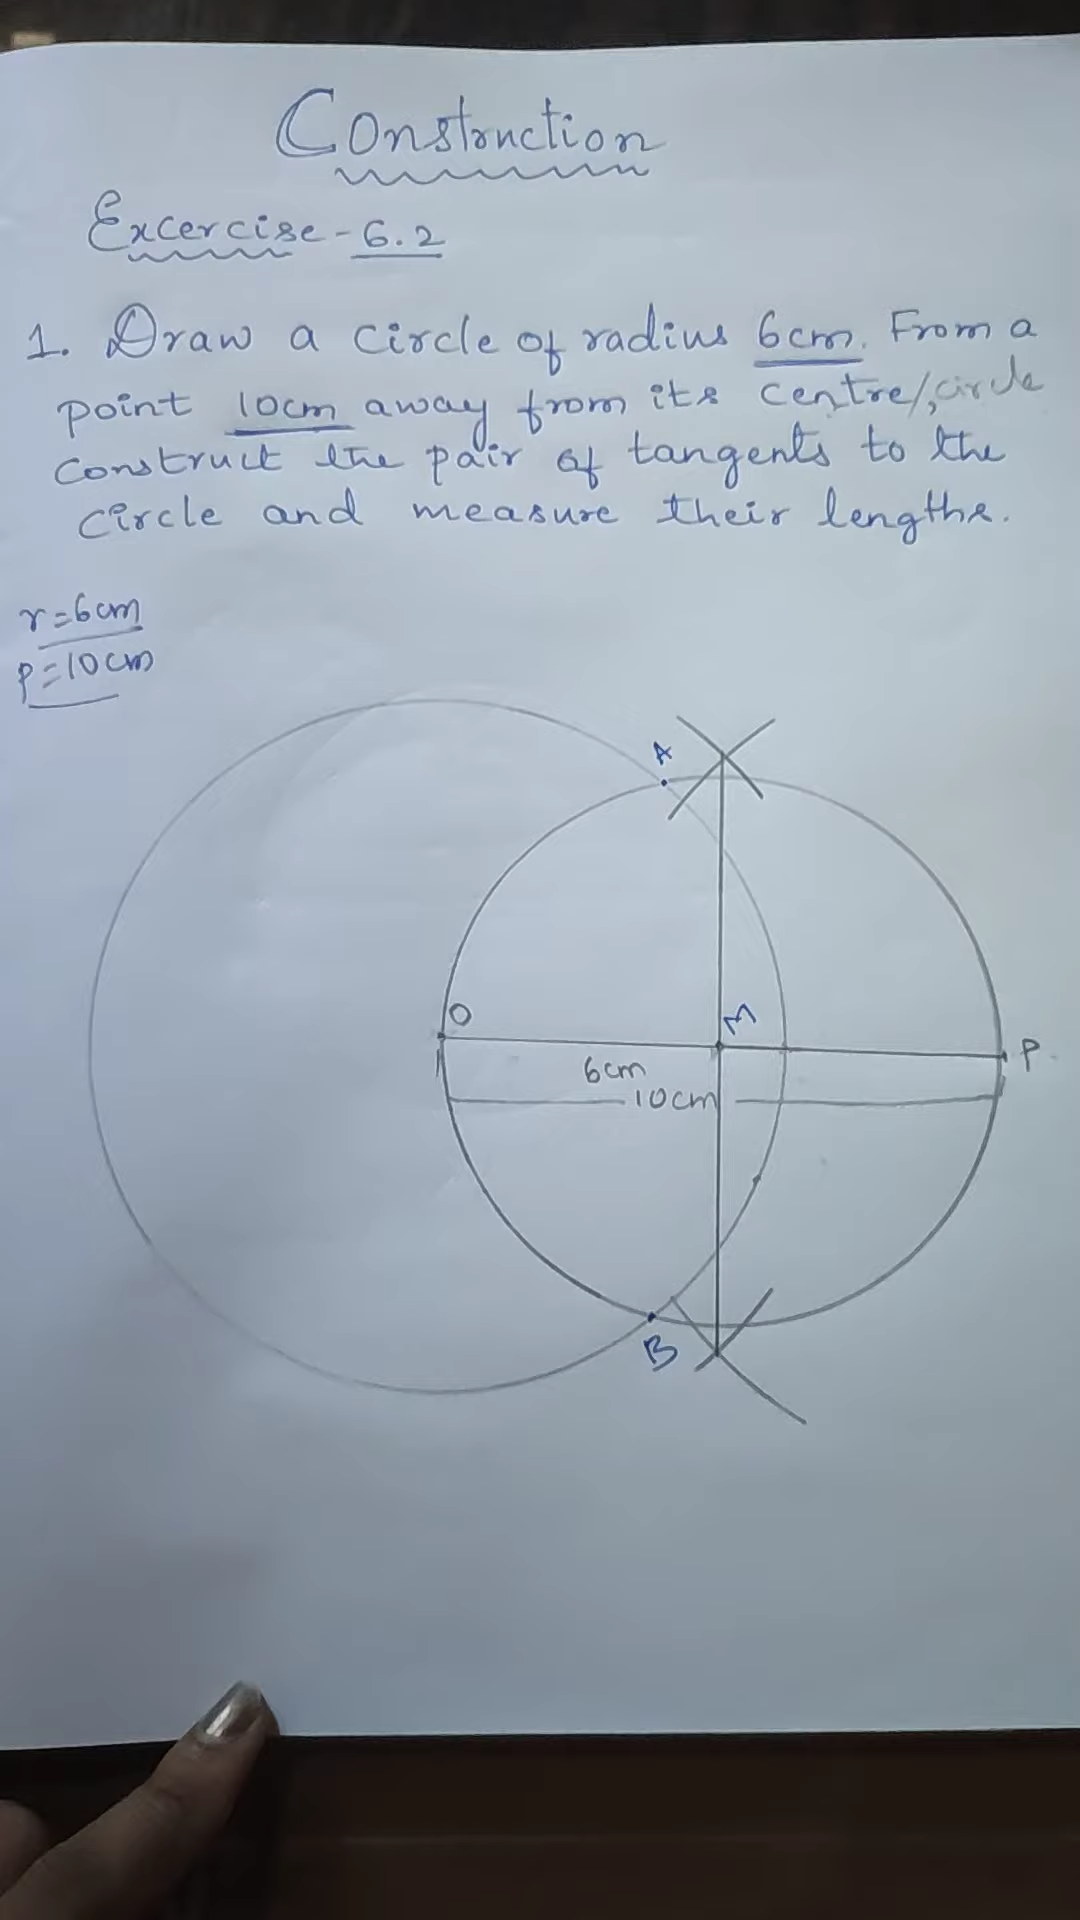 Construction
Excercise - 6.2
1. Draw a circle of radius 6cm. From a
point 10cm away from its centre/circle
construct the pair of tangents to the
circle and measure their lengths.
r=6cm
P=10cm
A
O
M
P
6cm
10cm
B